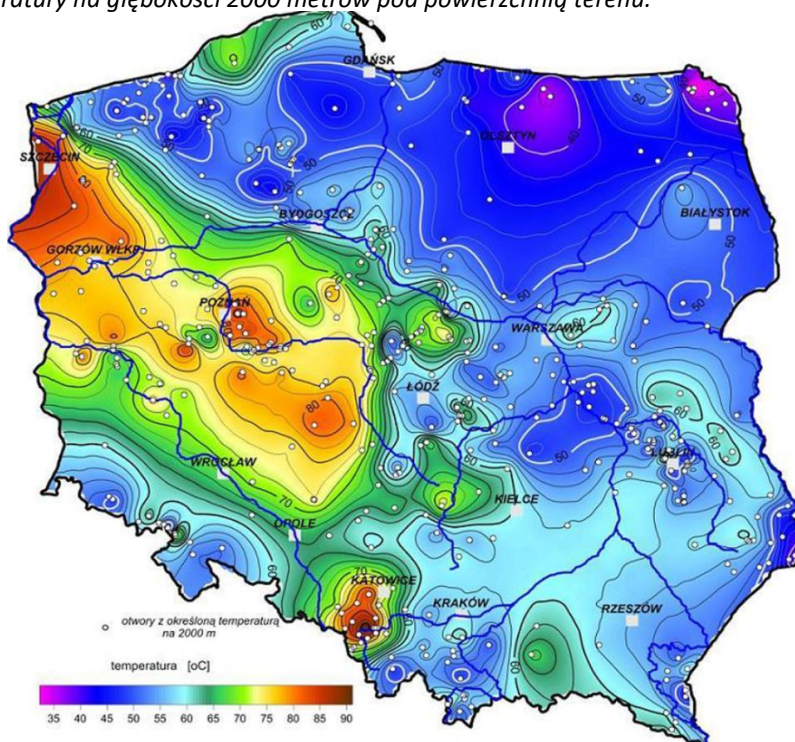 ratury na głębokości 2000 metrów pod powierzchnią terenu.
GDAŃSK
OLSZTYN
SZCZECIN
BYDGOSZCZ
BIAŁYSTOK
GORZÓW WLKP.
POZNAŃ
WARSZAWA
ŁÓDŹ
WROCŁAW
LUBLIN
KIELCE
OPOLE
KATOWICE
KRAKÓW
RZESZÓW
otwory z określoną temperaturą
na 2000 m
temperatura [oC]
35 40 45 50 55 60 65 70 75 80 85 90